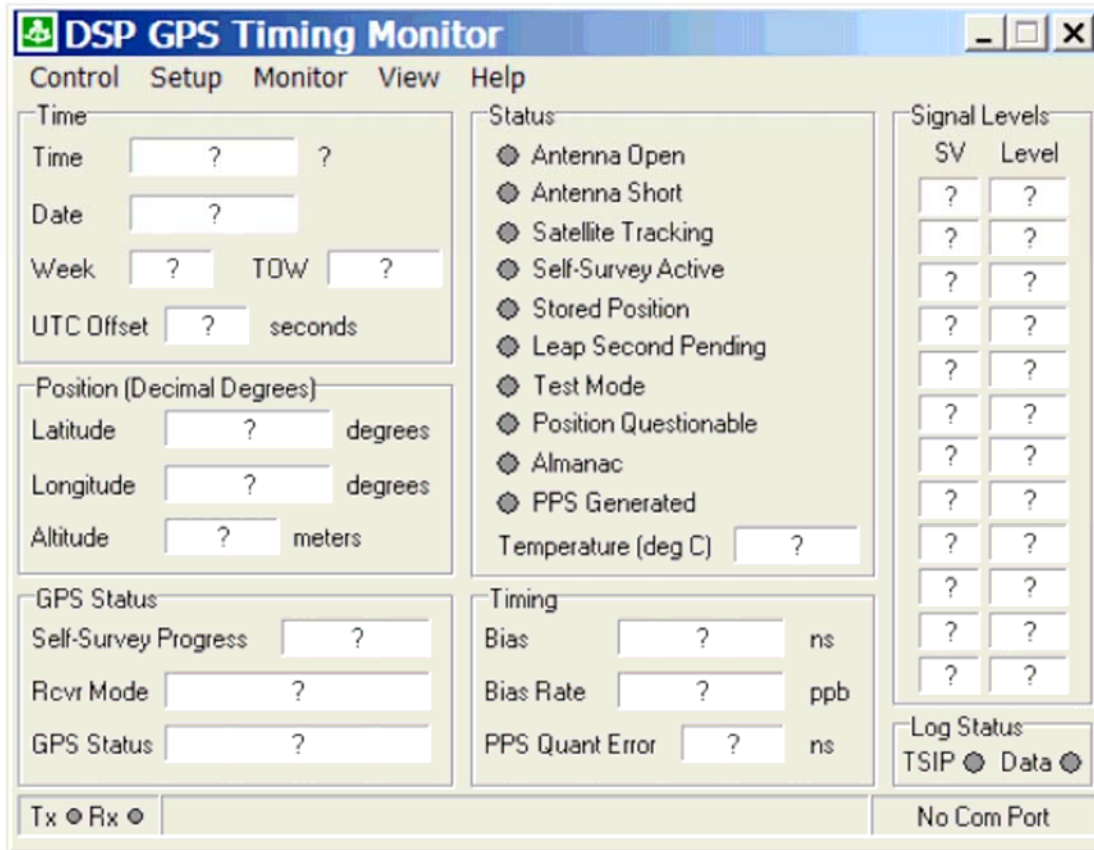 DSP GPS Timing Monitor
Control Setup Monitor View Help
Time
Time ? ?
Date ?
Week ? TOW ?
UTC Offset ? seconds
Position (Decimal Degrees)
Latitude ? degrees
Longitude ? degrees
Altitude ? meters
GPS Status
Self-Survey Progress ?
Rcvr Mode ?
GPS Status ?
Status
Antenna Open
Antenna Short
Satellite Tracking
Self-Survey Active
Stored Position
Leap Second Pending
Test Mode
Position Questionable
Almanac
PPS Generated
Temperature (deg C) ?
Timing
Bias ? ns
Bias Rate ? ppb
PPS Quant Error ? ns
Signal Levels
SV Level
? ?
? ?
? ?
? ?
? ?
? ?
? ?
? ?
? ?
? ?
? ?
? ?
Log Status
TSIP Data
Tx Rx
No Com Port